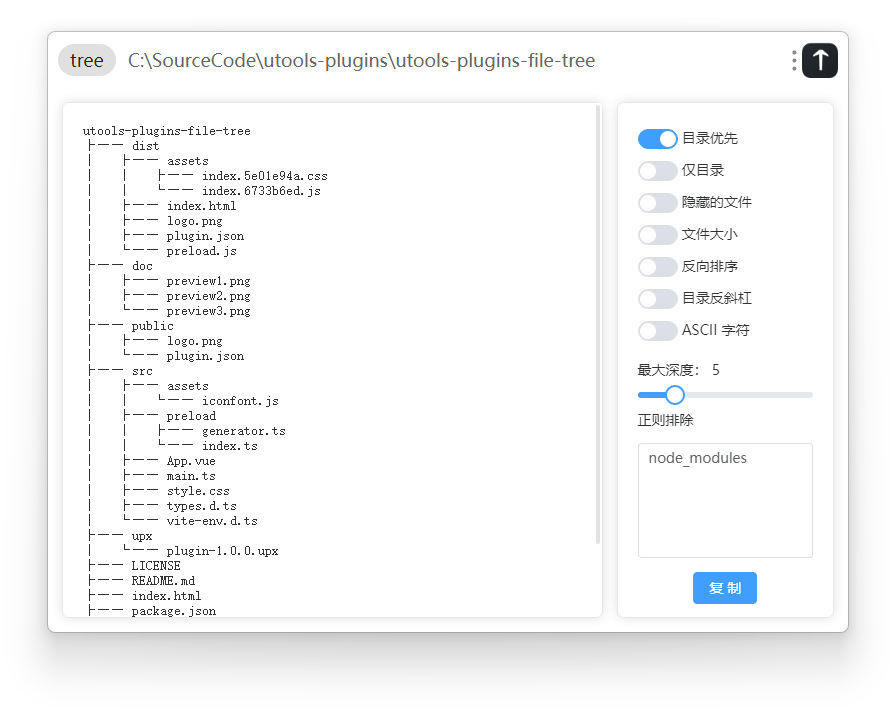 tree C:\SourceCode\utools-plugins\utools-plugins-file-tree
utools-plugins-file-tree
├── dist
│   ├── assets
│   │   ├── index.5e01e94a.css
│   │   └── index.6733b6ed.js
│   ├── index.html
│   ├── logo.png
│   ├── plugin.json
│   └── preload.js
├── doc
│   ├── preview1.png
│   ├── preview2.png
│   └── preview3.png
├── public
│   ├── logo.png
│   └── plugin.json
├── src
│   ├── assets
│   │   └── iconfont.js
│   ├── preload
│   │   ├── generator.ts
│   │   └── index.ts
│   ├── App.vue
│   ├── main.ts
│   ├── style.css
│   ├── types.d.ts
│   └── vite-env.d.ts
├── upx
│   └── plugin-1.0.0.upx
├── LICENSE
├── README.md
├── index.html
├── package.json
目录优先
仅目录
隐藏的文件
文件大小
反向排序
目录反斜杠
ASCII 字符
最大深度： 5
正则排除
node_modules
复制